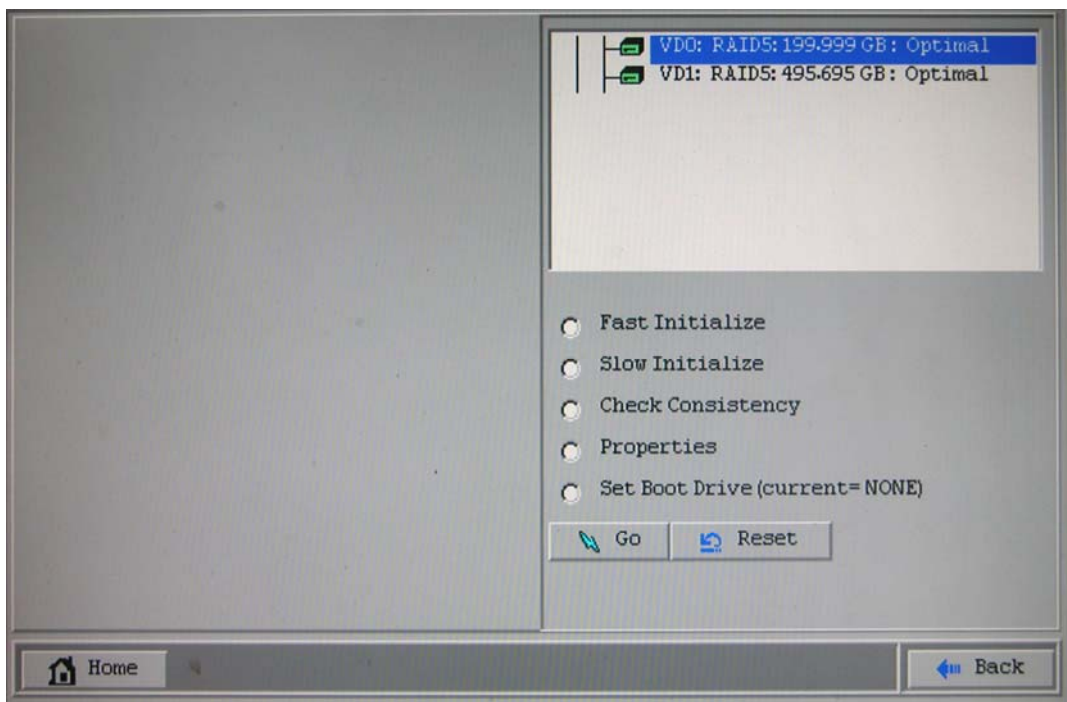 VD0: RAID5: 199.999 GB: Optimal
VD1: RAID5: 495.695 GB: Optimal
Fast Initialize
Slow Initialize
Check Consistency
Properties
Set Boot Drive (current= NONE)
Go
Reset
Home
Back